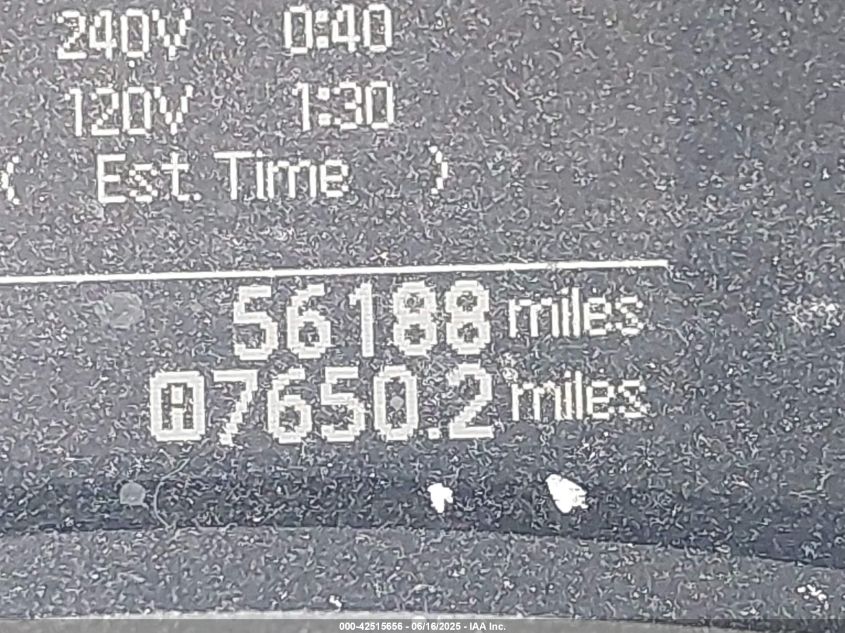 240V 0:40
120V 1:30
( Est. Time )
56188 miles
A 7650.2 miles
000-42515656 - 06/16/2025 - IAA Inc.